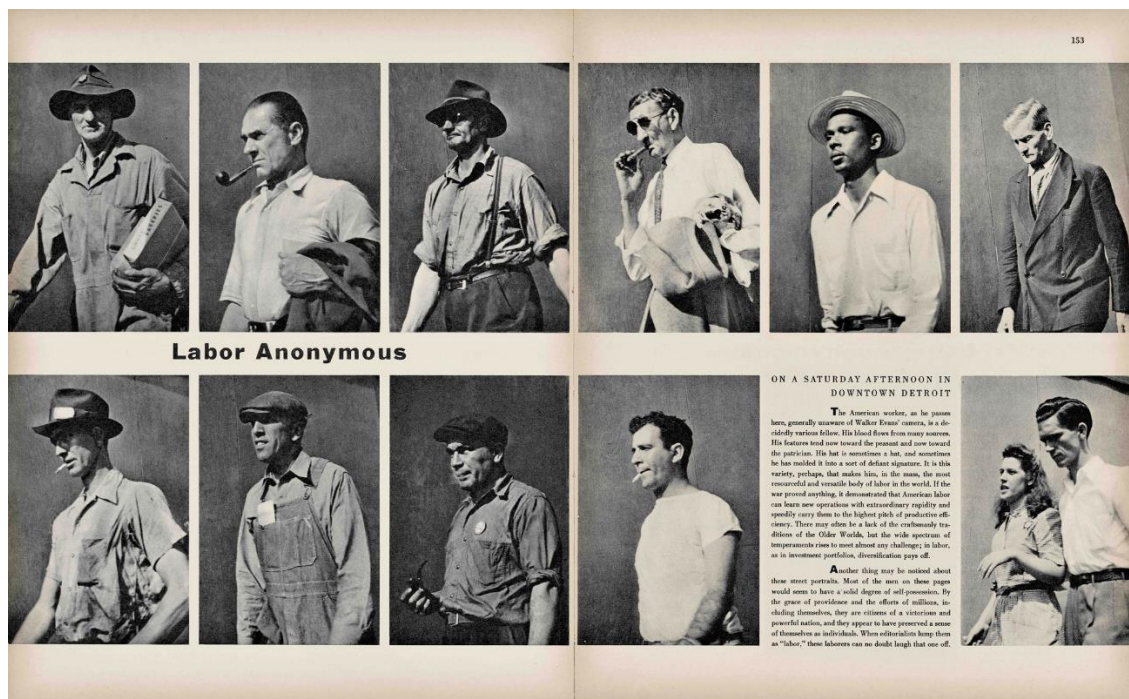 153
Labor Anonymous
ON A SATURDAY AFTERNOON IN
DOWNTOWN DETROIT
The American worker, as he passes
here, generally unaware of Walker Evans' camera, is a de-
cidedly various fellow. His blood flows from many sources.
His features tend now toward the peasant and now toward
the patrician. His hat is sometimes a hat, and sometimes
he has molded it into a sort of defiant signature. It is this
variety, perhaps, that makes him, in the mass, the most
resourceful and versatile body of labor in the world. If the
war proved anything, it demonstrated that American labor
can learn new operations with extraordinary rapidity and
speedily carry them to the highest pitch of productive effi-
ciency. There may often be a lack of the craftsmanly tra-
ditions of the Older Worlds, but the wide spectrum of
temperaments rises to meet almost any challenge; in labor,
as in investment portfolios, diversification pays off.
Another thing may be noticed about
these street portraits. Most of the men on these pages
would seem to have a solid degree of self-possession. By
the grace of providence and the efforts of millions, in-
cluding themselves, they are citizens of a victorious and
powerful nation, and they appear to have preserved a sense
of themselves as individuals. When editorialists lump them
as "labor," these laborers can no doubt laugh that one off.